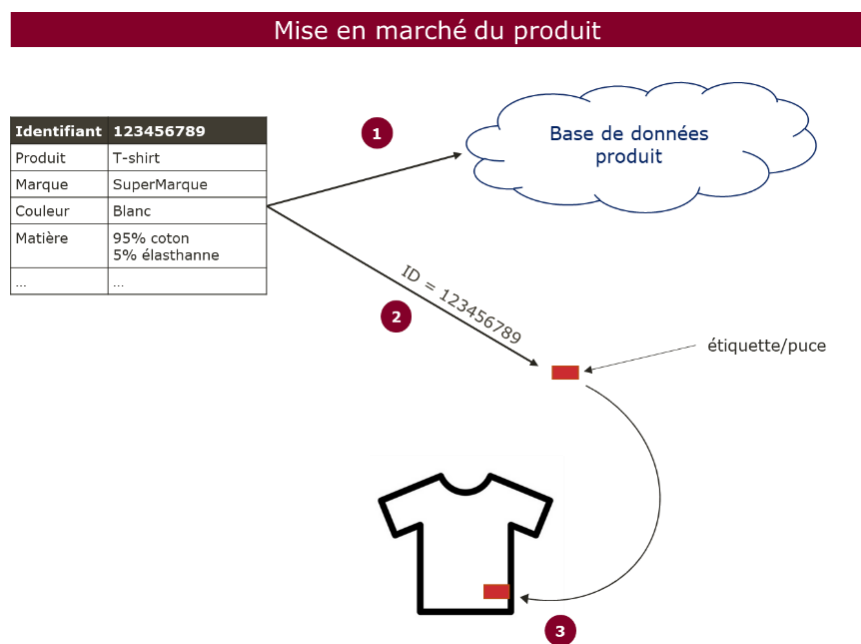 Mise en marché du produit
Identifiant 123456789
Produit T-shirt
Marque SuperMarque
Couleur Blanc
Matière 95% coton
5% élasthanne
... ...
1
Base de données
produit
2
ID = 123456789
étiquette/puce
3